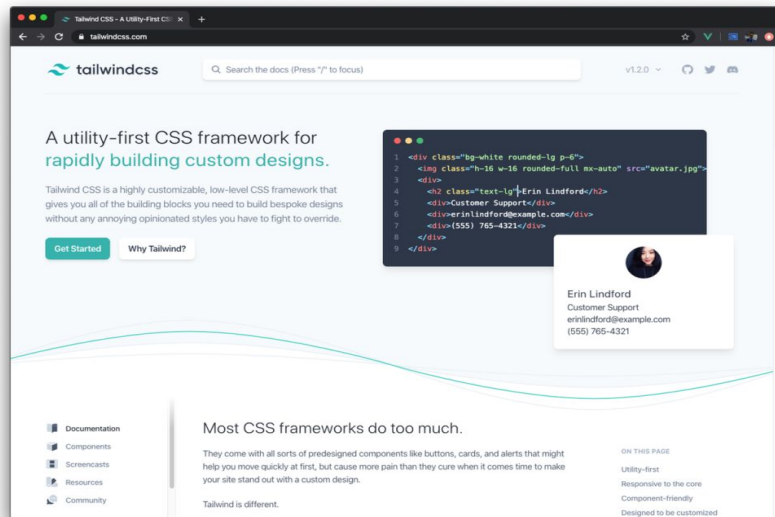 Tailwind CSS - A Utility-First CSS
tailwindcss.com
tailwindcss
Search the docs (Press "/" to focus)
v1.2.0
A utility-first CSS framework for
rapidly building custom designs.
Tailwind CSS is a highly customizable, low-level CSS framework that
gives you all of the building blocks you need to build bespoke designs
without any annoying opinionated styles you have to fight to override.
Get Started
Why Tailwind?
1 <div class="bg-white rounded-lg p-6">
2 <img class="h-16 w-16 rounded-full mx-auto" src="avatar.jpg">
3 <div>
4 <h2 class="text-lg">Erin Lindford</h2>
5 <div>Customer Support</div>
6 <div>erinlindford@example.com</div>
7 <div>(555) 765-4321</div>
8 </div>
9 </div>
Erin Lindford
Customer Support
erinlindford@example.com
(555) 765-4321
Documentation
Components
Screencasts
Resources
Community
Most CSS frameworks do too much.
They come with all sorts of predesigned components like buttons, cards, and alerts that might
help you move quickly at first, but cause more pain than they cure when it comes time to make
your site stand out with a custom design.
Tailwind is different.
ON THIS PAGE
Utility-first
Responsive to the core
Component-friendly
Designed to be customized